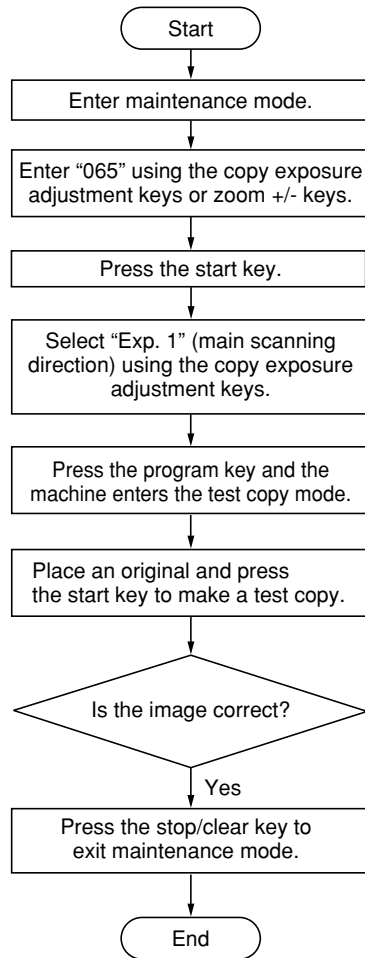 Start
Enter maintenance mode.
Enter “065” using the copy exposure
adjustment keys or zoom +/- keys.
Press the start key.
Select “Exp. 1” (main scanning
direction) using the copy exposure
adjustment keys.
Press the program key and the
machine enters the test copy mode.
Place an original and press
the start key to make a test copy.
Is the image correct?
Yes
Press the stop/clear key to
exit maintenance mode.
End